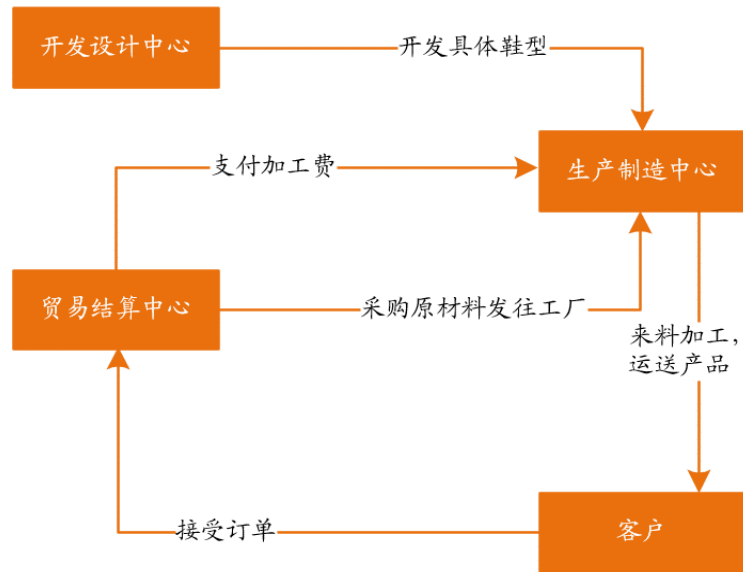 开发设计中心
开发具体鞋型
支付加工费
生产制造中心
贸易结算中心
采购原材料发往工厂
来料加工，
运送产品
接受订单
客户